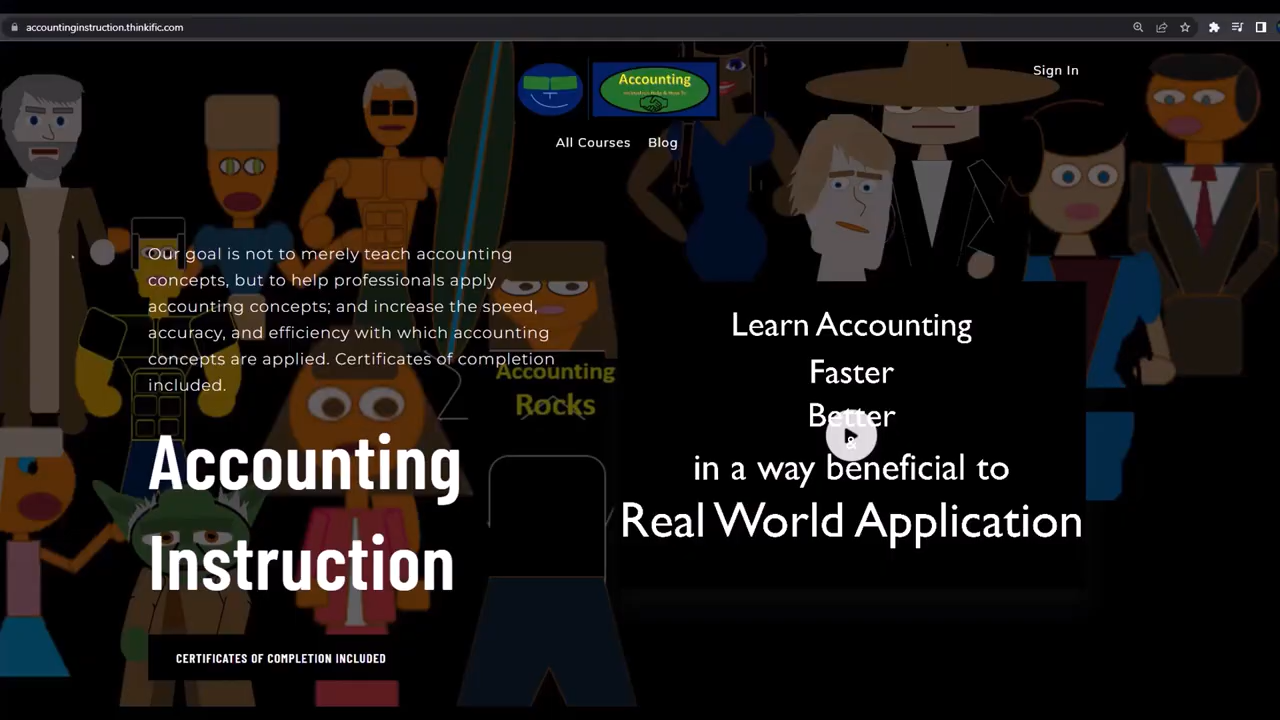 accountinginstruction.thinkific.com
Accounting
Sign In
All Courses Blog
Our goal is not to merely teach accounting
concepts, but to help professionals apply
accounting concepts; and increase the speed,
accuracy, and efficiency with which accounting
concepts are applied. Certificates of completion
included.
Accounting
Rocks
Accounting
Instruction
CERTIFICATES OF COMPLETION INCLUDED
Learn Accounting
Faster
Better
&
in a way beneficial to
Real World Application